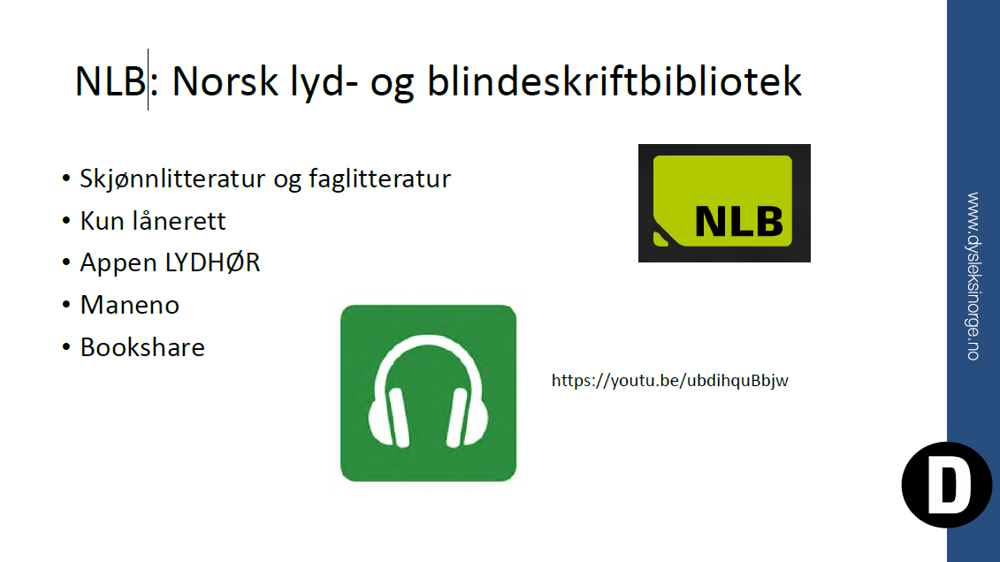 NLB: Norsk lyd- og blindeskriftbibliotek
• Skjønnlitteratur og faglitteratur
• Kun lånerett
• Appen LYDHØR
• Maneno
• Bookshare
NLB
https://youtu.be/ubdihquBbjw
www.dysleksinorge.no
D